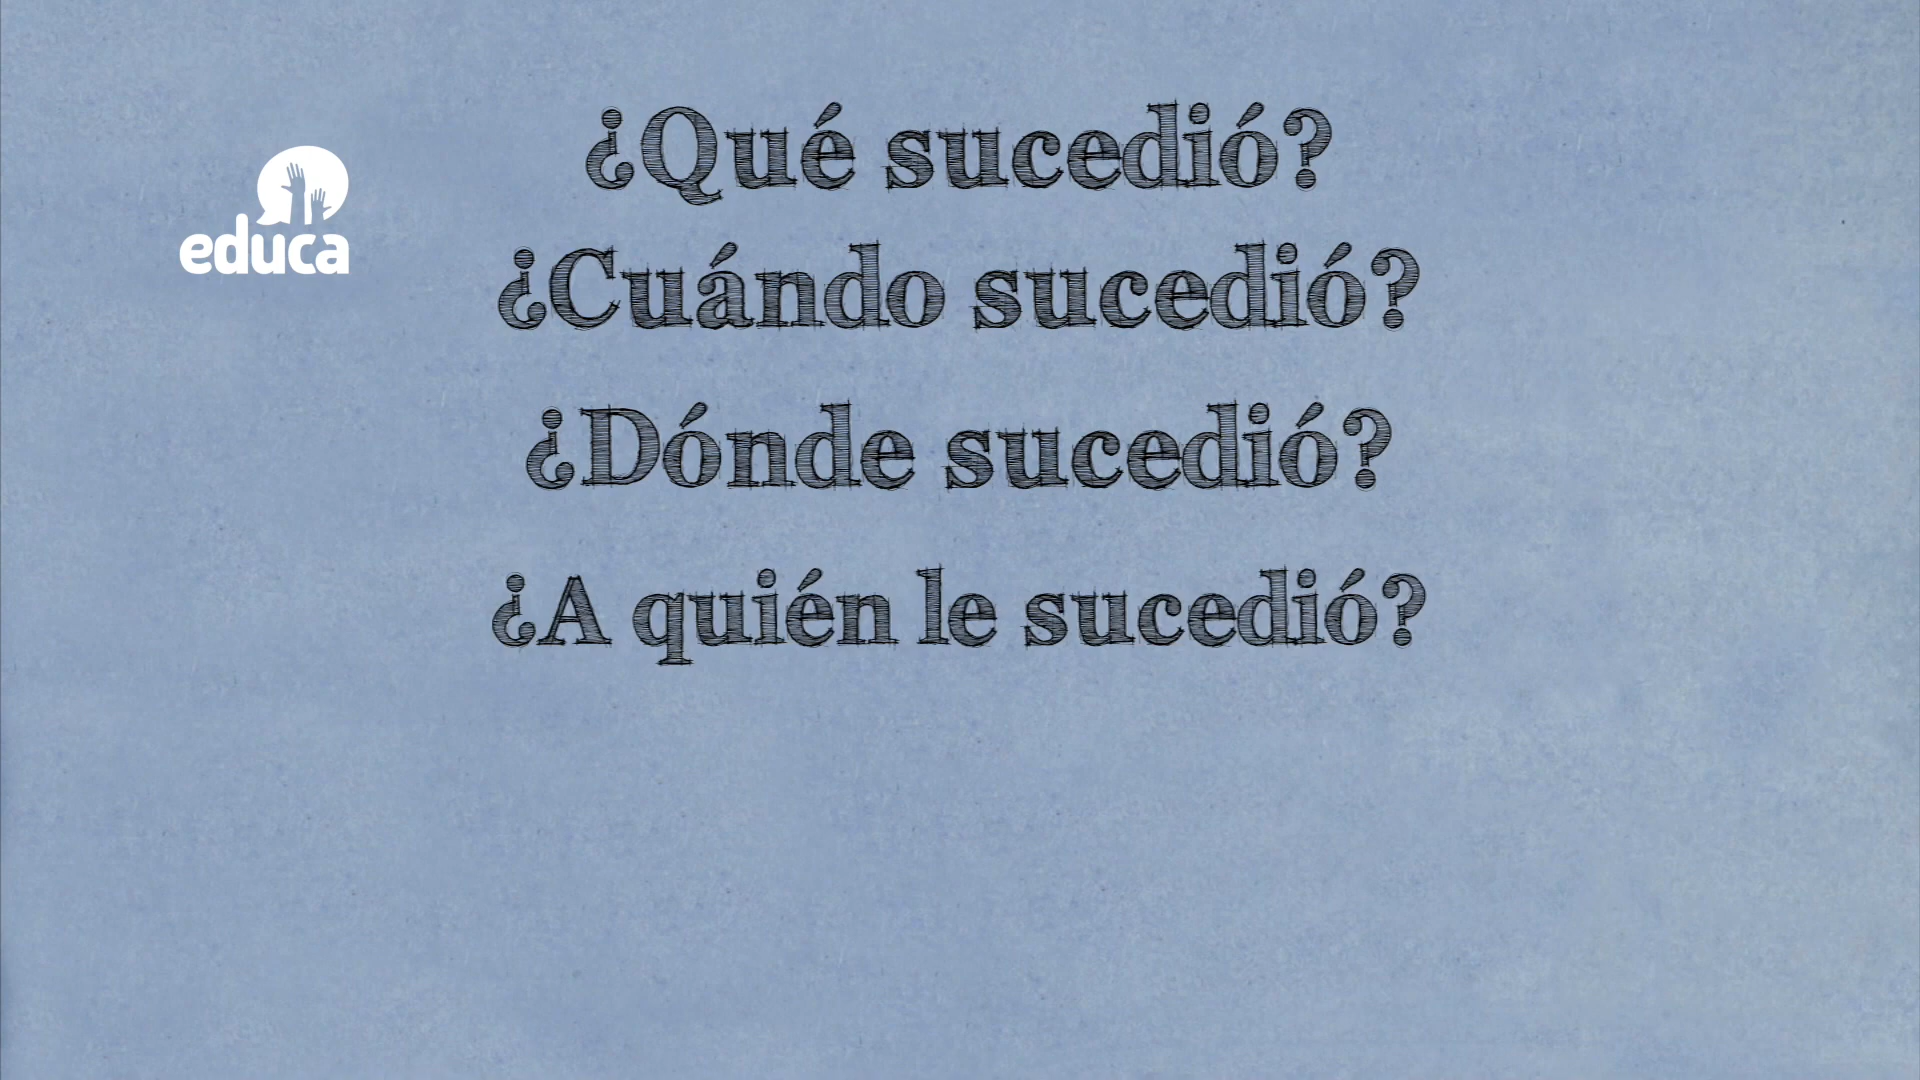 ¿Qué sucedió?
educa
¿Cuándo sucedió?
¿Dónde sucedió?
¿A quién le sucedió?